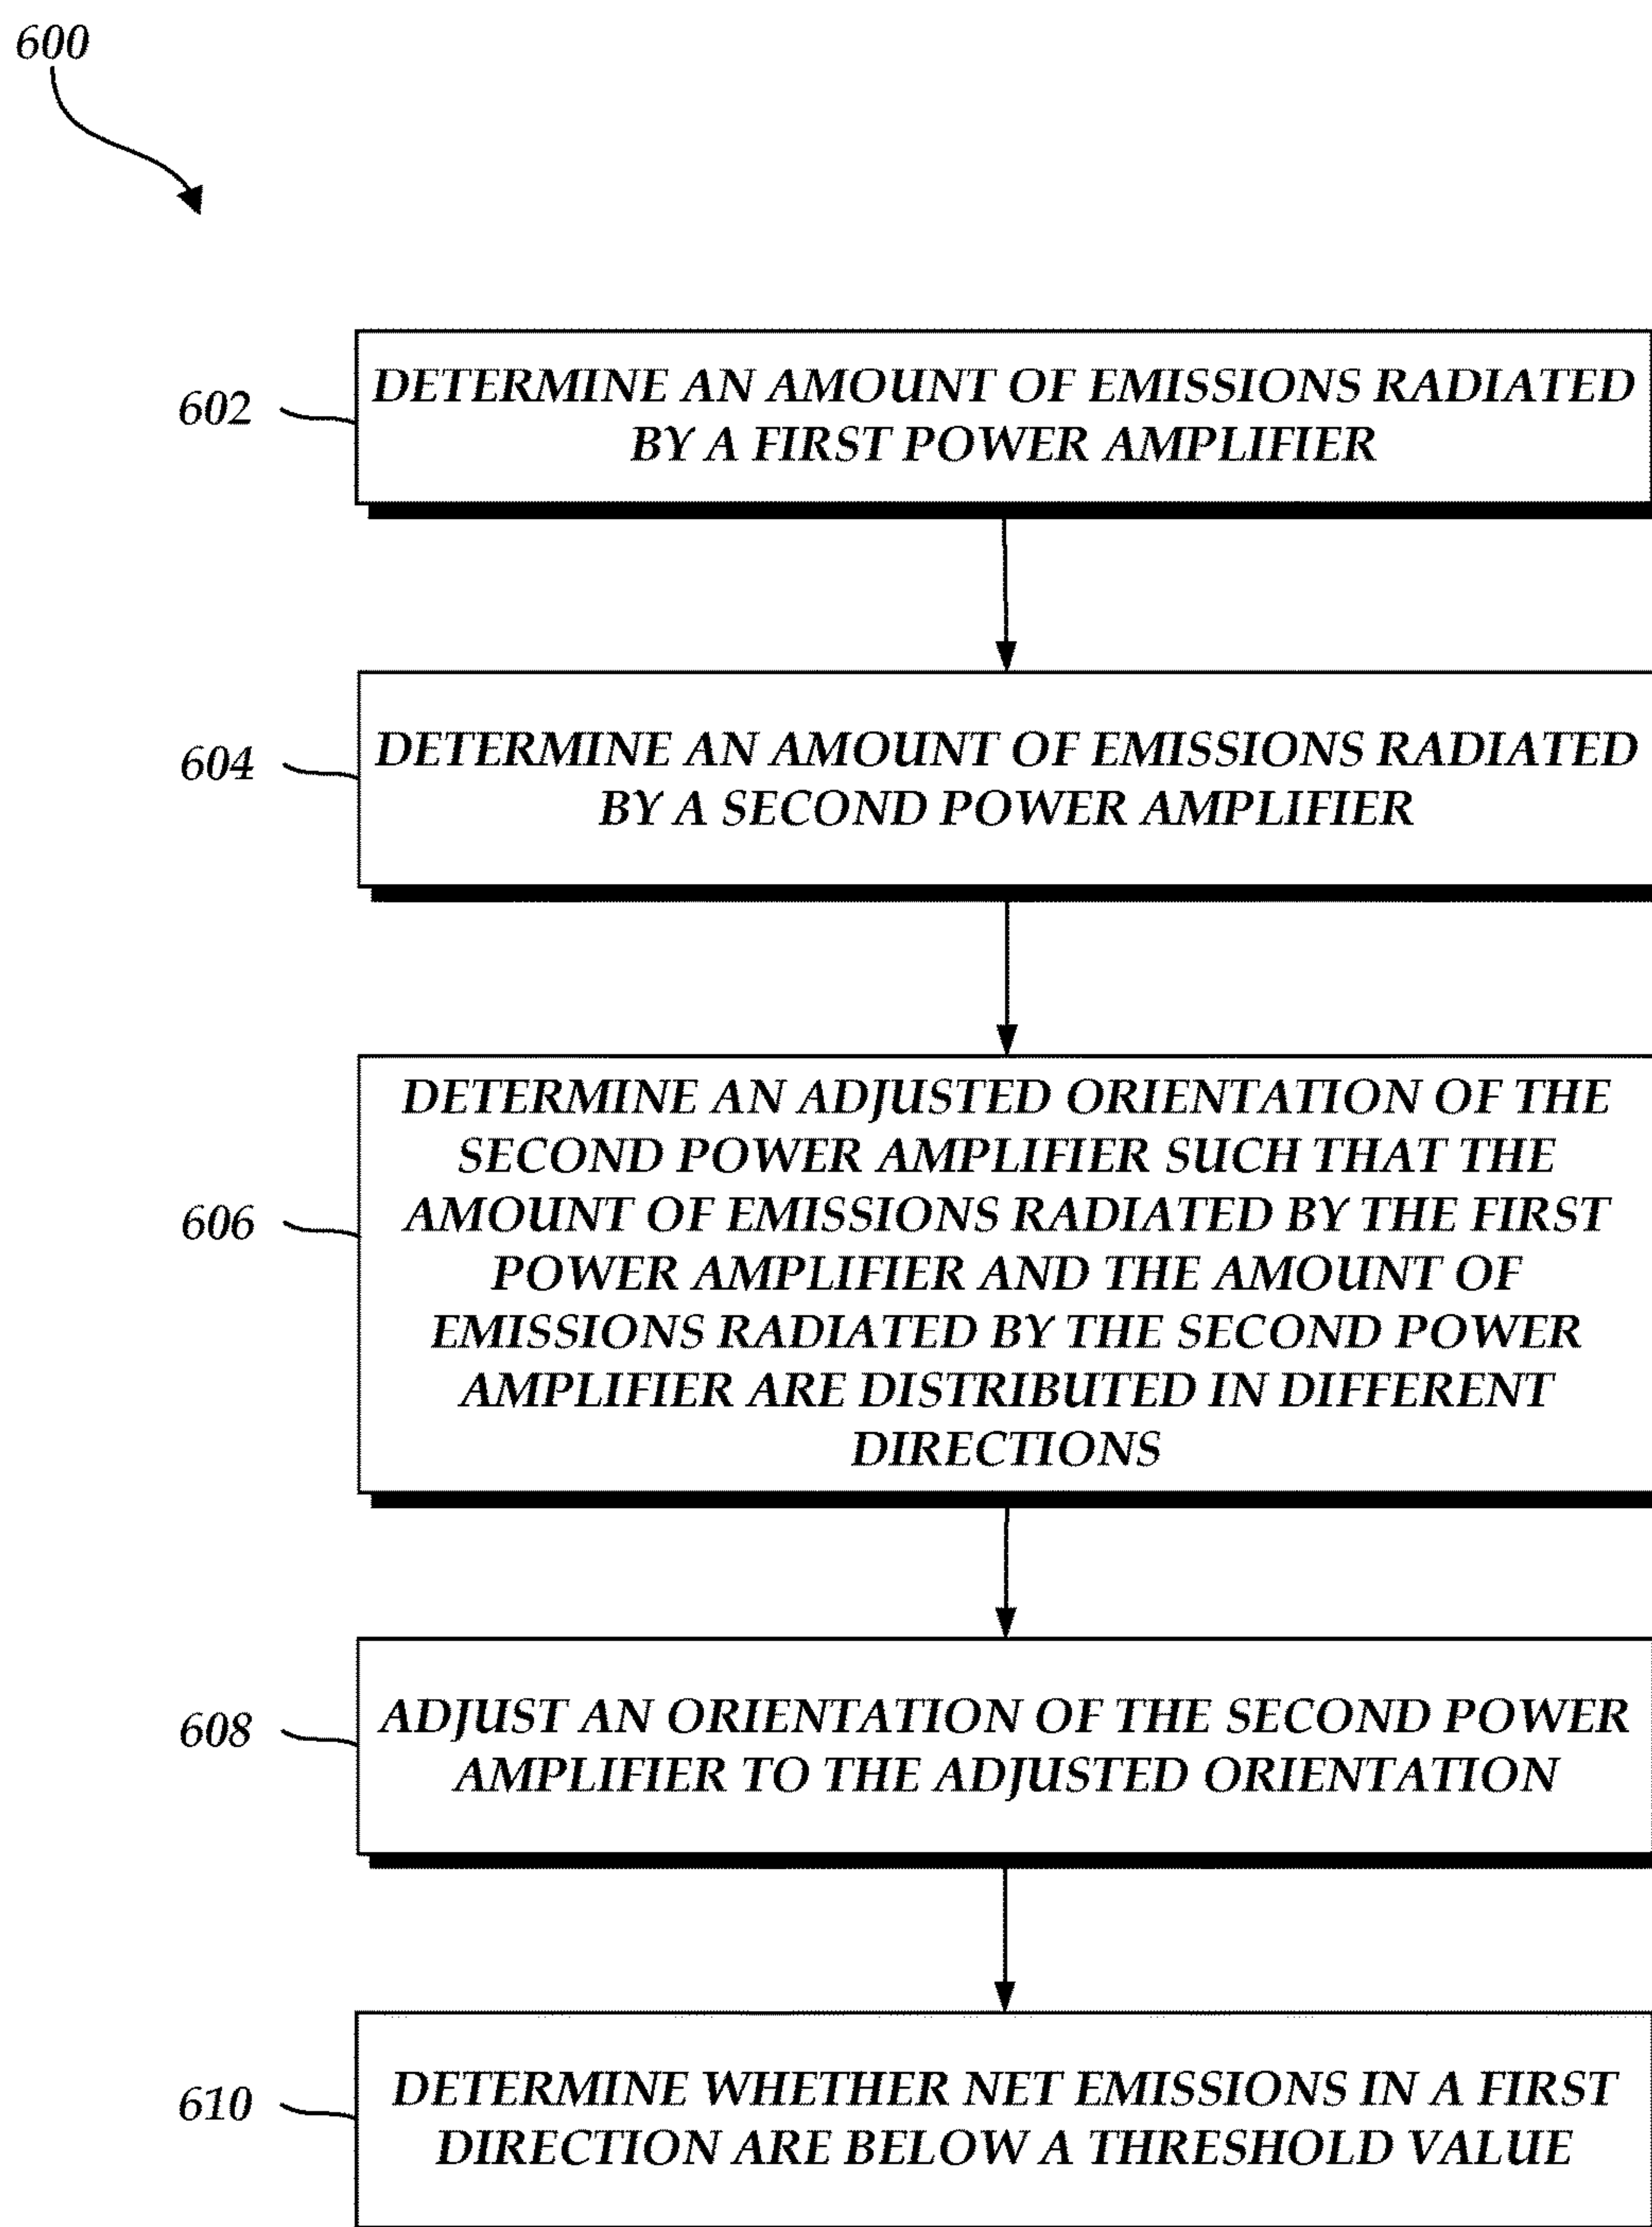 600
602
DETERMINE AN AMOUNT OF EMISSIONS RADIATED
BY A FIRST POWER AMPLIFIER
604
DETERMINE AN AMOUNT OF EMISSIONS RADIATED
BY A SECOND POWER AMPLIFIER
606
DETERMINE AN ADJUSTED ORIENTATION OF THE
SECOND POWER AMPLIFIER SUCH THAT THE
AMOUNT OF EMISSIONS RADIATED BY THE FIRST
POWER AMPLIFIER AND THE AMOUNT OF
EMISSIONS RADIATED BY THE SECOND POWER
AMPLIFIER ARE DISTRIBUTED IN DIFFERENT
DIRECTIONS
608
ADJUST AN ORIENTATION OF THE SECOND POWER
AMPLIFIER TO THE ADJUSTED ORIENTATION
610
DETERMINE WHETHER NET EMISSIONS IN A FIRST
DIRECTION ARE BELOW A THRESHOLD VALUE